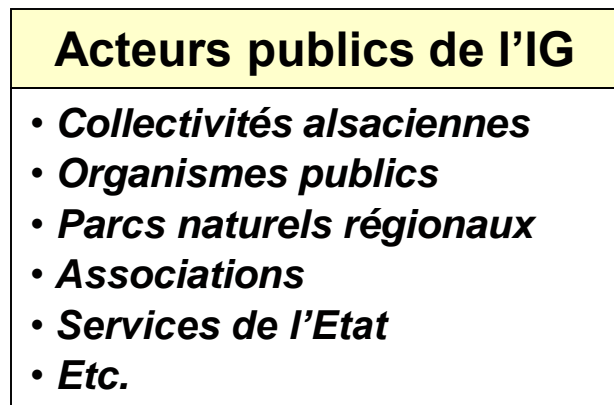 Acteurs publics de l’IG
• Collectivités alsaciennes
• Organismes publics
• Parcs naturels régionaux
• Associations
• Services de l’Etat
• Etc.